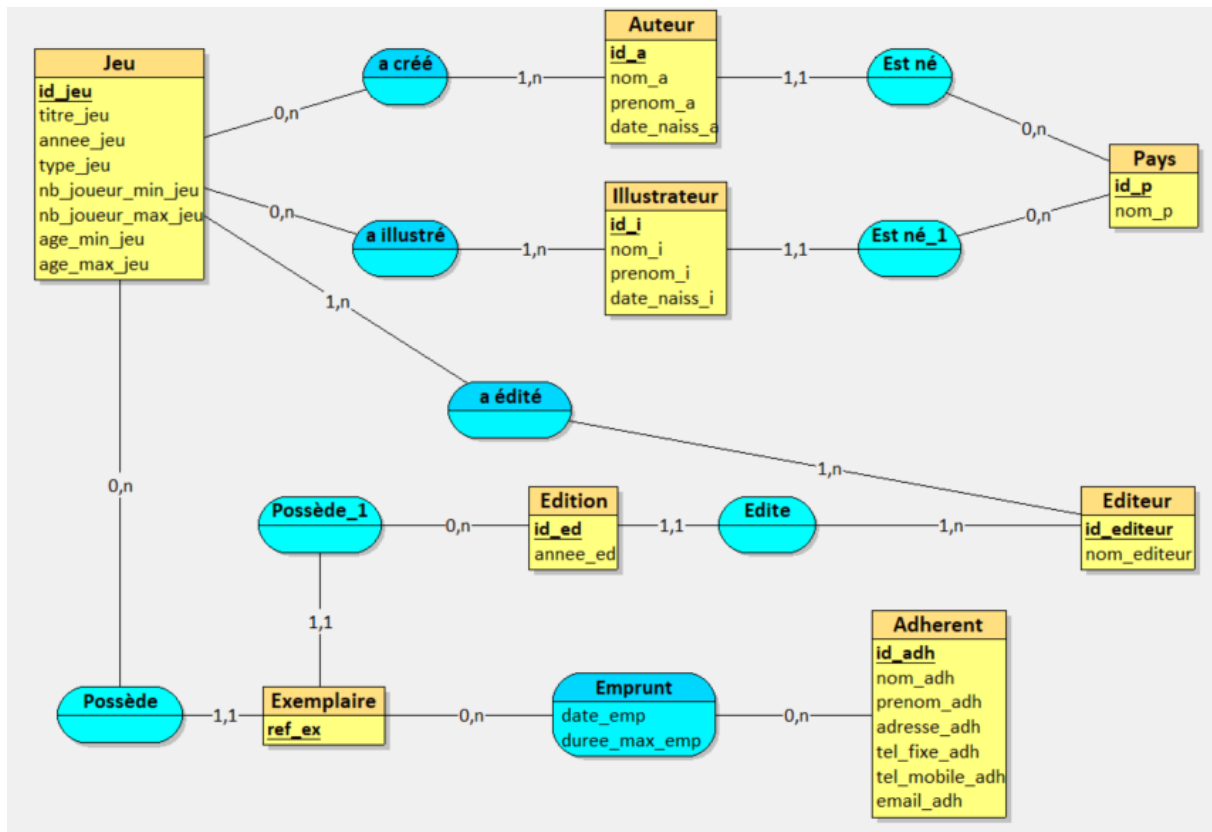 Jeu
id_jeu
titre_jeu
annee_jeu
type_jeu
nb_joueur_min_jeu
nb_joueur_max_jeu
age_min_jeu
age_max_jeu
a créé
0,n
1,n
Auteur
id_a
nom_a
prenom_a
date_naiss_a
1,1
Est né
0,n
Pays
id_p
nom_p
0,n
a illustré
1,n
Illustrateur
id_i
nom_i
prenom_i
date_naiss_i
1,1
Est né_1
0,n
1,n
a édité
1,n
0,n
Possède_1
0,n
Edition
id_ed
annee_ed
1,1
Edite
1,n
Editeur
id_editeur
nom_editeur
1,1
Possède
1,1
Exemplaire
ref_ex
0,n
Emprunt
date_emp
duree_max_emp
0,n
Adherent
id_adh
nom_adh
prenom_adh
adresse_adh
tel_fixe_adh
tel_mobile_adh
email_adh